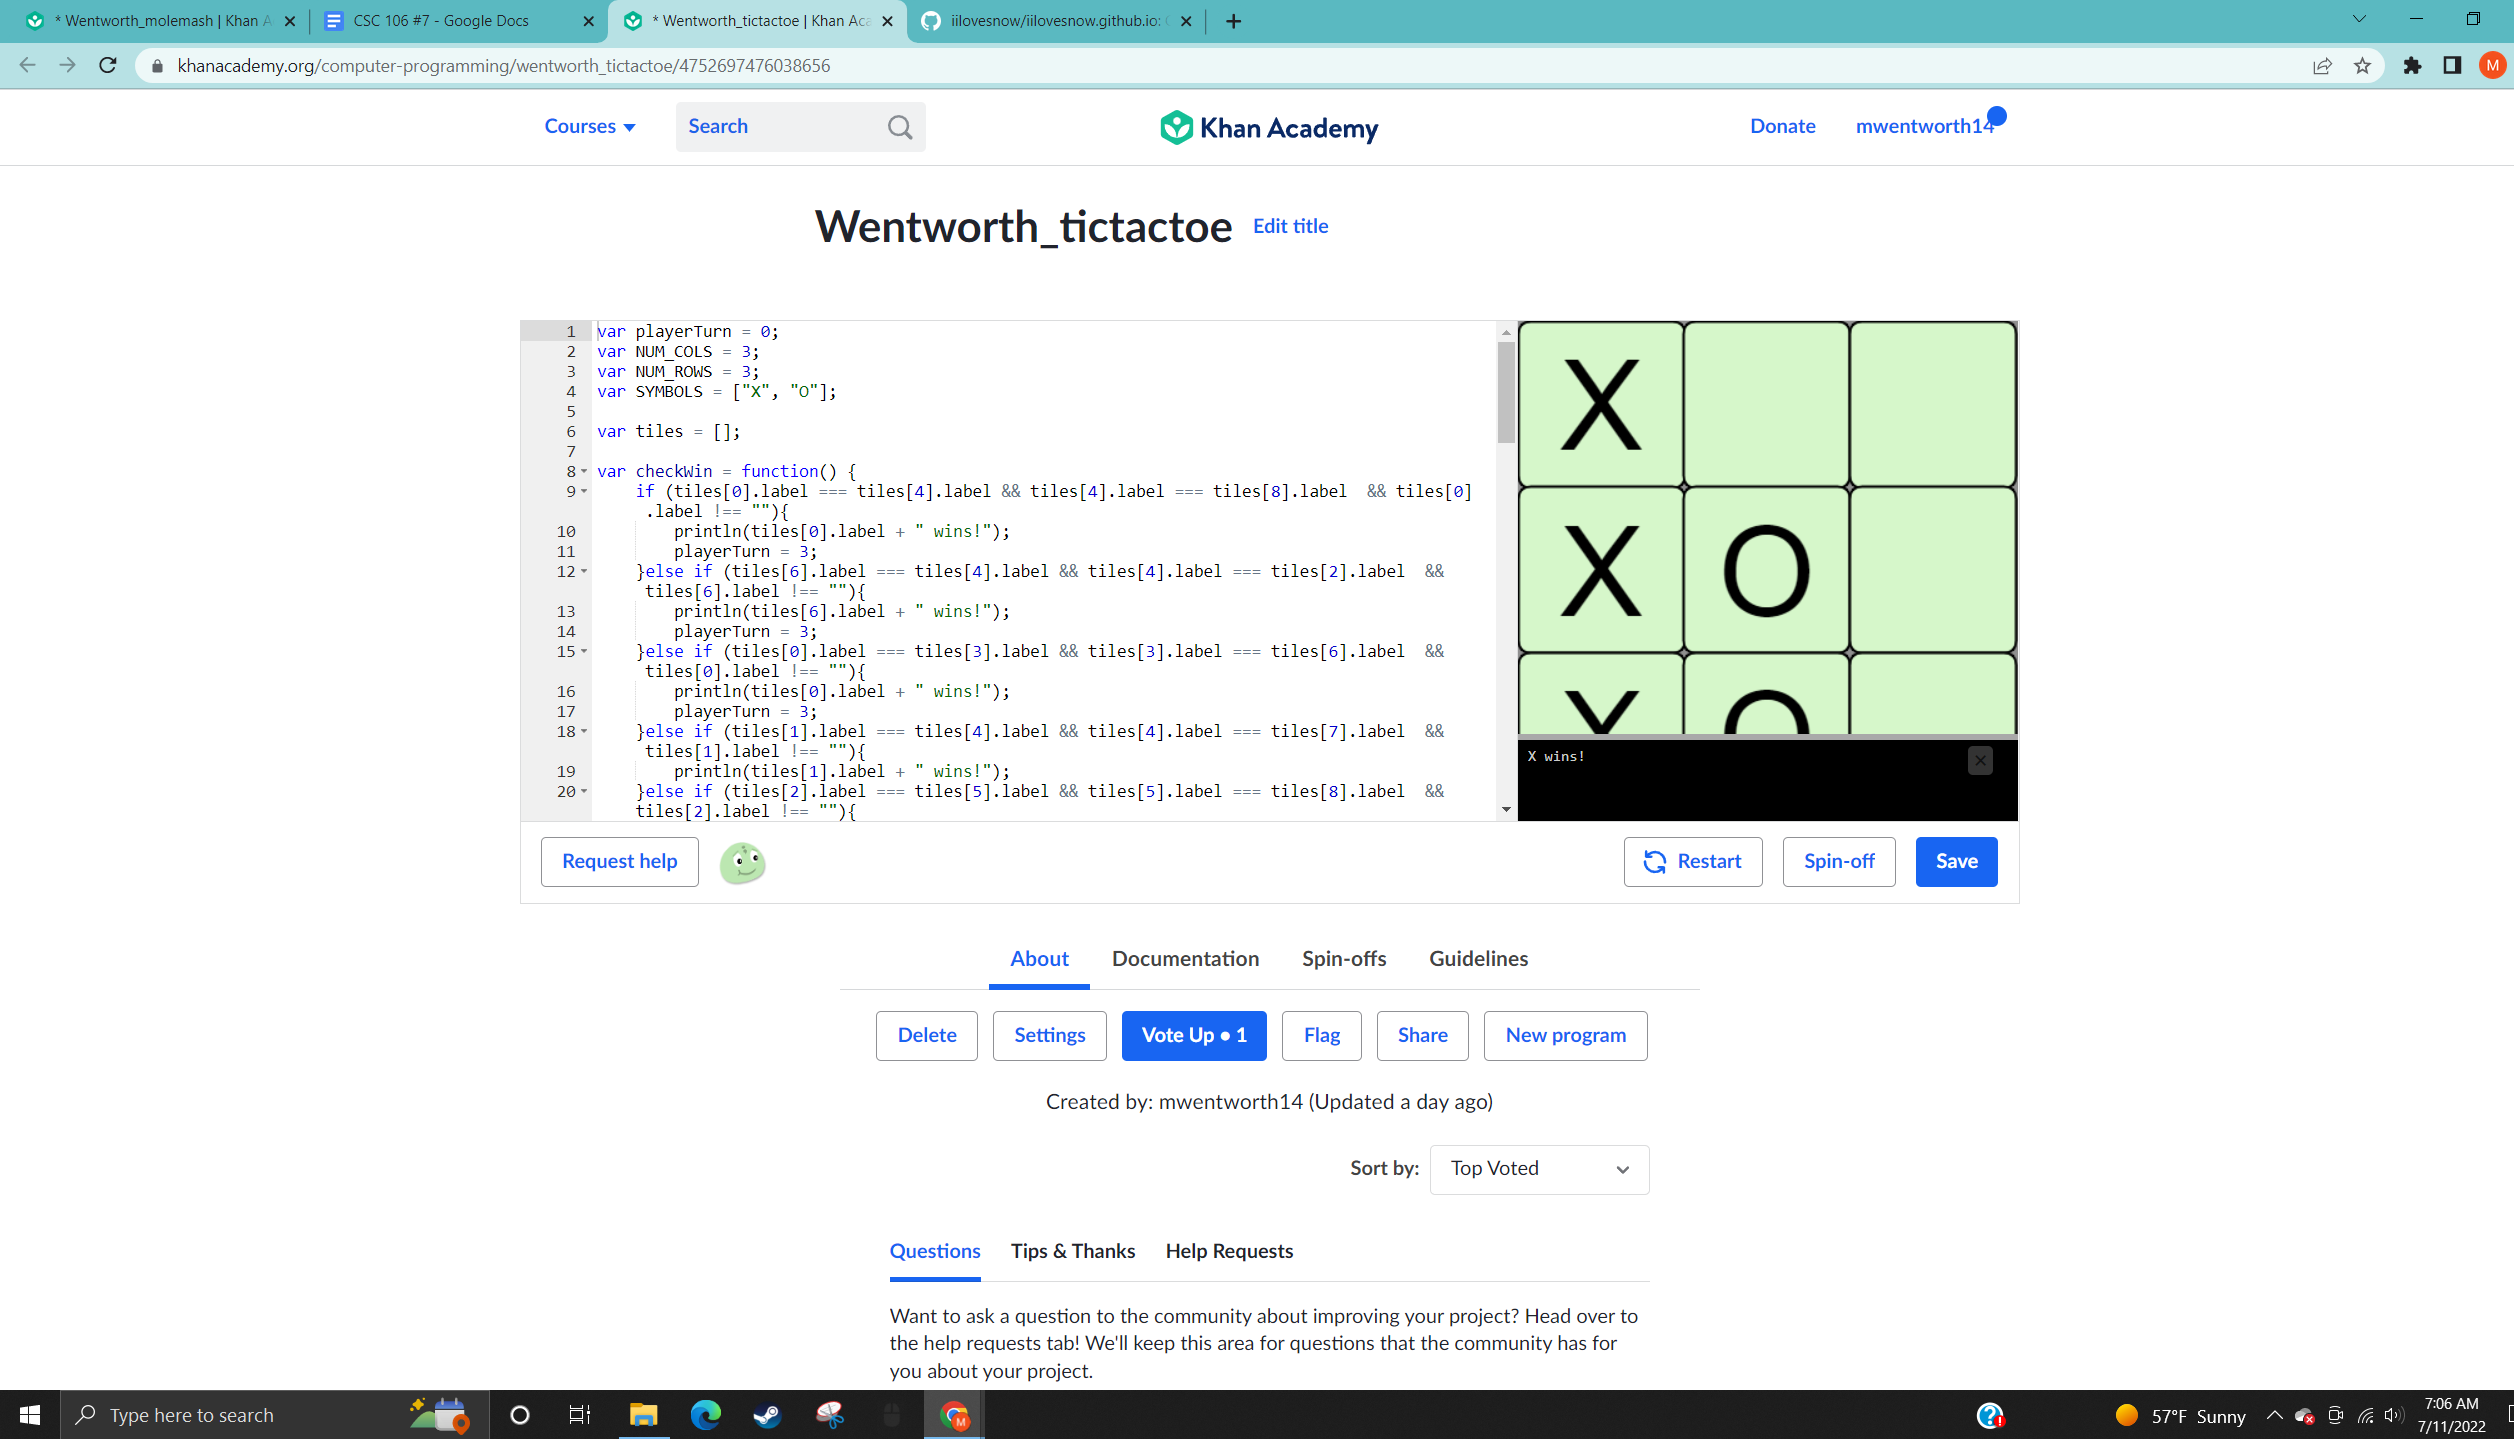 * Wentworth_molemash | Khan A
CSC 106 #7 - Google Docs
* Wentworth_tictactoe | Khan Aca
iilovesnow/iilovesnow.github.io:
khanacademy.org/computer-programming/wentworth_tictactoe/4752697476038656
M
Courses
Search
Khan Academy
Donate
mwentworth14
Wentworth_tictactoe
Edit title
1 var playerTurn = 0;
2 var NUM_COLS = 3;
3 var NUM_ROWS = 3;
4 var SYMBOLS = ["X", "O"];
5
6 var tiles = [];
7
8 var checkWin = function() {
9 if (tiles[0].label === tiles[4].label && tiles[4].label === tiles[8].label  && tiles[0]
.label !== ""){
10 println(tiles[0].label + " wins!");
11 playerTurn = 3;
12 }else if (tiles[6].label === tiles[4].label && tiles[4].label === tiles[2].label  &&
tiles[6].label !== ""){
13 println(tiles[6].label + " wins!");
14 playerTurn = 3;
15 }else if (tiles[0].label === tiles[3].label && tiles[3].label === tiles[6].label  &&
tiles[0].label !== ""){
16 println(tiles[0].label + " wins!");
17 playerTurn = 3;
18 }else if (tiles[1].label === tiles[4].label && tiles[4].label === tiles[7].label  &&
tiles[1].label !== ""){
19 println(tiles[1].label + " wins!");
20 }else if (tiles[2].label === tiles[5].label && tiles[5].label === tiles[8].label  &&
tiles[2].label !== ""){
X
X O
X O
X wins!
Request help
Restart
Spin-off
Save
About
Documentation
Spin-offs
Guidelines
Delete
Settings
Vote Up • 1
Flag
Share
New program
Created by: mwentworth14 (Updated a day ago)
Sort by:
Top Voted
Questions
Tips & Thanks
Help Requests
Want to ask a question to the community about improving your project? Head over to
the help requests tab! We'll keep this area for questions that the community has for
you about your project.
Type here to search
M
57°F Sunny
7:06 AM
7/11/2022